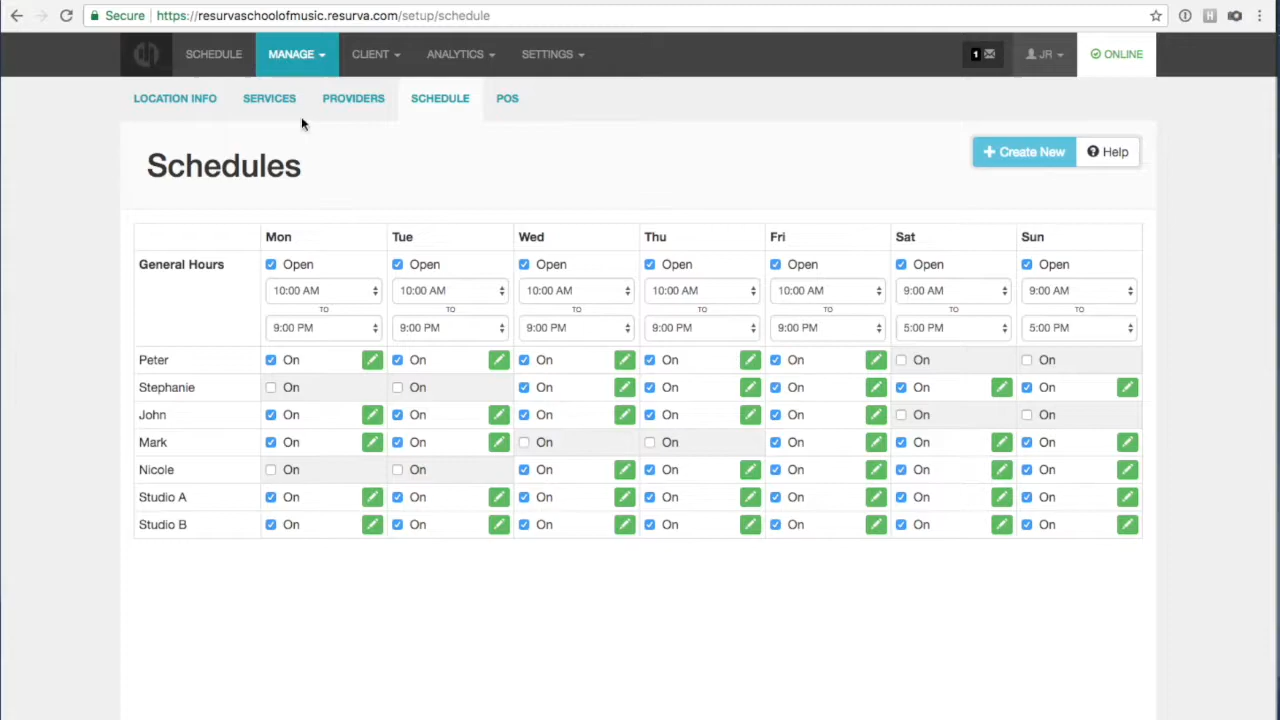 Secure https://resurvaschoolofmusic.resurva.com/setup/schedule
SCHEDULE MANAGE CLIENT ANALYTICS SETTINGS 1 JR ONLINE
LOCATION INFO SERVICES PROVIDERS SCHEDULE POS
Schedules + Create New Help
Mon Tue Wed Thu Fri Sat Sun
General Hours Open Open Open Open Open Open Open
10:00 AM 10:00 AM 10:00 AM 10:00 AM 10:00 AM 9:00 AM 9:00 AM
TO TO TO TO TO TO TO
9:00 PM 9:00 PM 9:00 PM 9:00 PM 9:00 PM 5:00 PM 5:00 PM
Peter On On On On On On On
Stephanie On On On On On On On
John On On On On On On On
Mark On On On On On On On
Nicole On On On On On On On
Studio A On On On On On On On
Studio B On On On On On On On